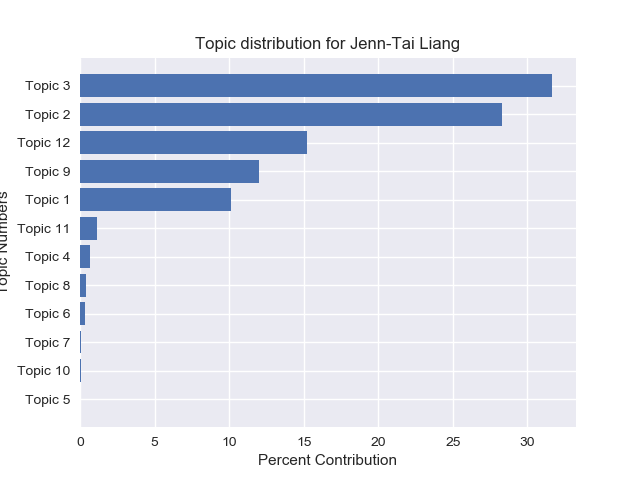 Topic distribution for Jenn-Tai Liang
Topic 3
Topic 2
Topic 12
Topic 9
Topic 1
Topic 11
Topic 4
Topic 8
Topic 6
Topic 7
Topic 10
Topic 5
Topic Numbers
0 5 10 15 20 25 30
Percent Contribution